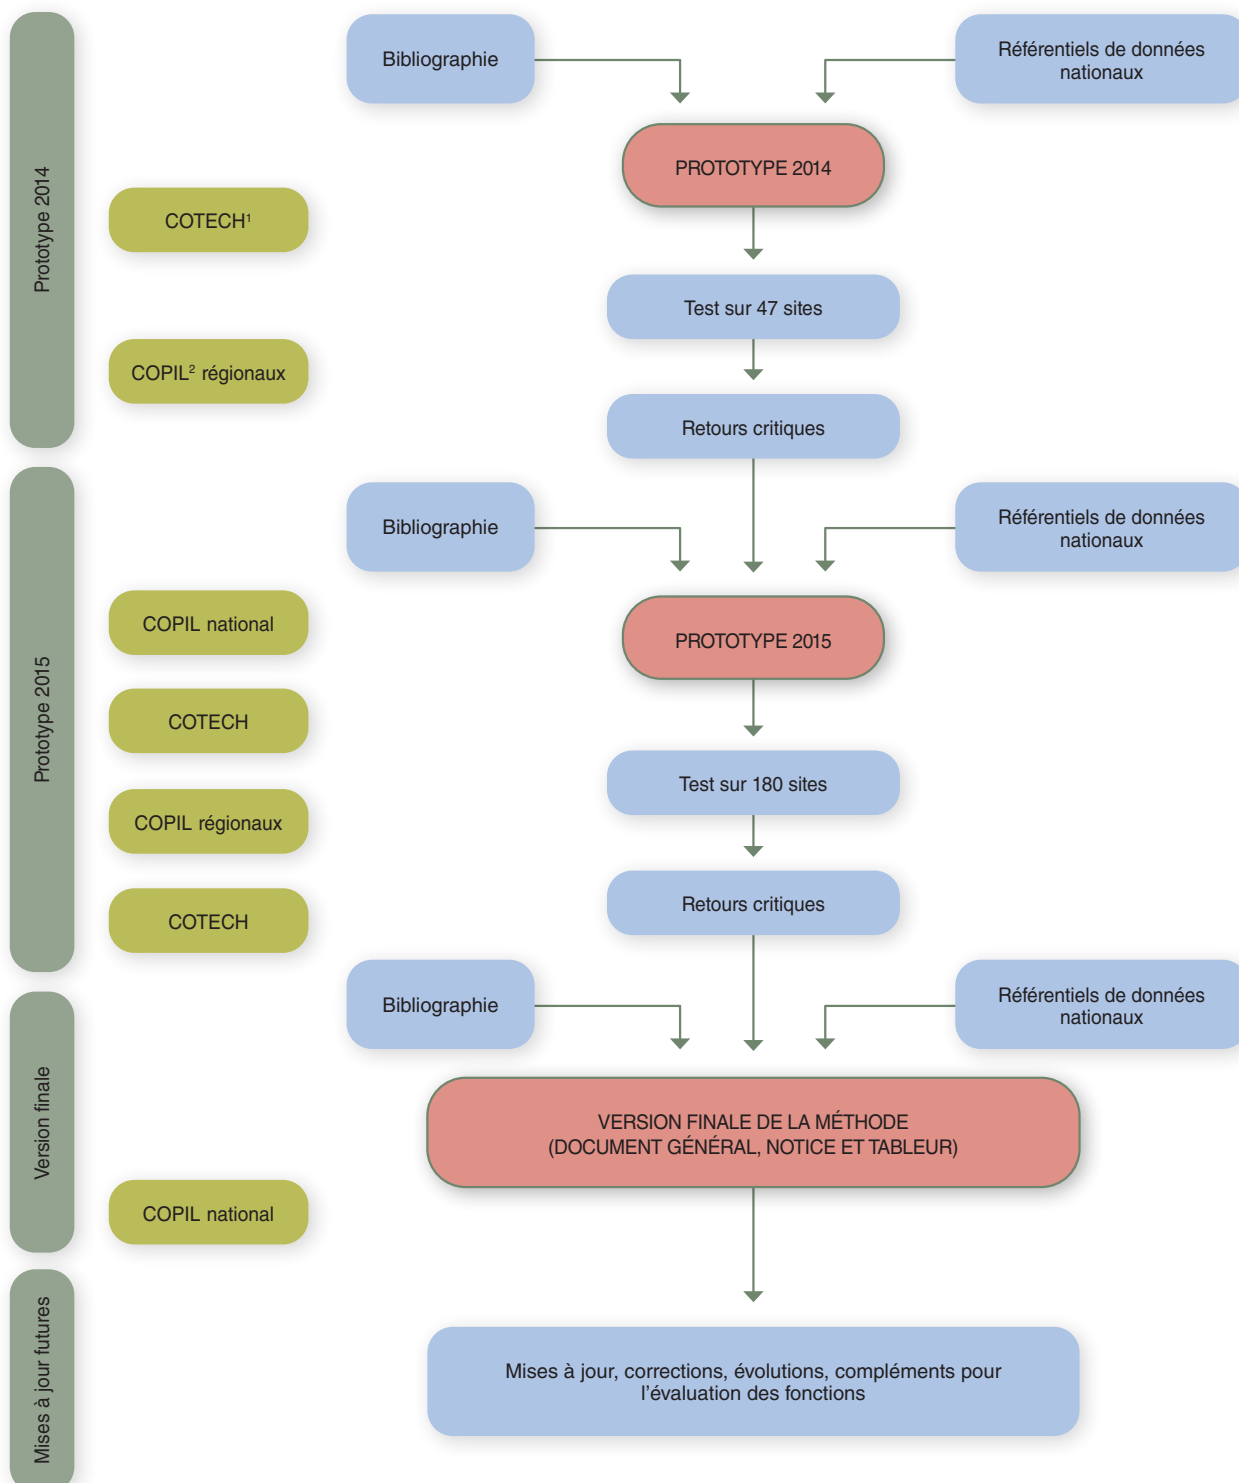 Prototype 2014
Bibliographie
Référentiels de données
nationaux
PROTOTYPE 2014
COTECH¹
Test sur 47 sites
COPIL² régionaux
Retours critiques
Prototype 2015
Bibliographie
Référentiels de données
nationaux
COPIL national
PROTOTYPE 2015
COTECH
Test sur 180 sites
COPIL régionaux
Retours critiques
COTECH
Version finale
Bibliographie
Référentiels de données
nationaux
VERSION FINALE DE LA MÉTHODE
(DOCUMENT GÉNÉRAL, NOTICE ET TABLEUR)
COPIL national
Mises à jour futures
Mises à jour, corrections, évolutions, compléments pour
l'évaluation des fonctions